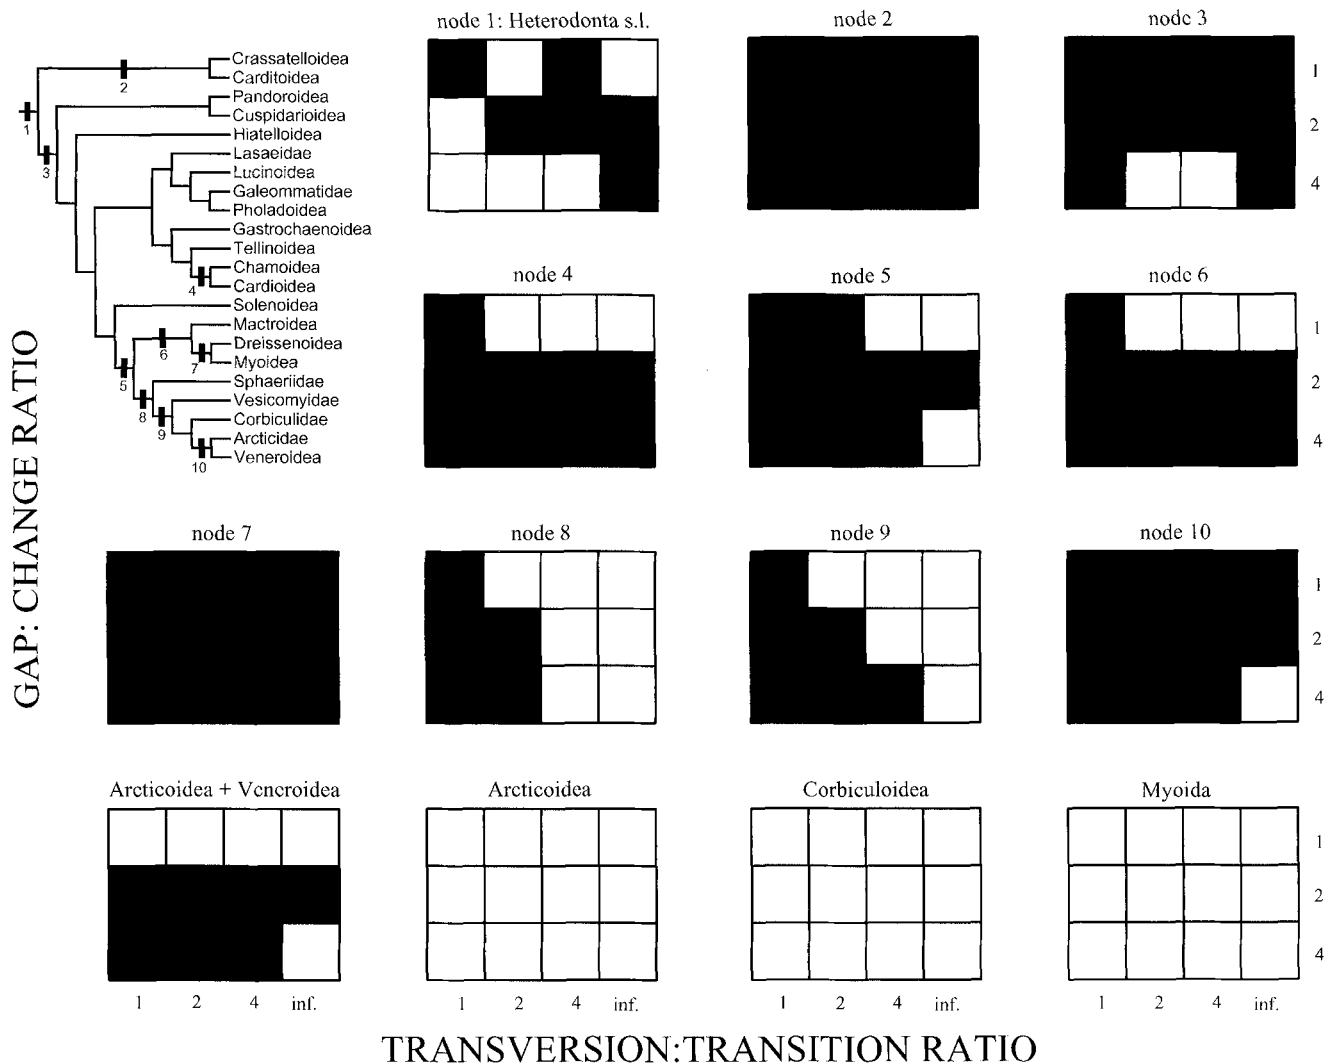 node 1: Heterodonta s.l.
node 2
node 3
Crassatelloidea
Carditoidea
Pandoroidea
Cuspidarioidea
Hiatelloidea
Lasaeidae
Lucinoidea
Galeommatidae
Pholadoidea
Gastrochaenoidea
Tellinoidea
Chamoidea
Cardioidea
Solenoidea
Mactroidea
Dreissenoidea
Myoidea
Sphaeriidae
Vesicomyidae
Corbiculidae
Arcticidae
Veneroidea
1
2
3
4
5
6
7
8
9
10
1
2
4
node 4
node 5
node 6
1
2
4
GAP: CHANGE RATIO
node 7
node 8
node 9
node 10
1
2
4
Arcticoidea + Veneroidea
Arcticoidea
Corbiculoidea
Myoida
1
2
4
1 2 4 inf.
1 2 4 inf.
1 2 4 inf.
1 2 4 inf.
TRANSVERSION:TRANSITION RATIO